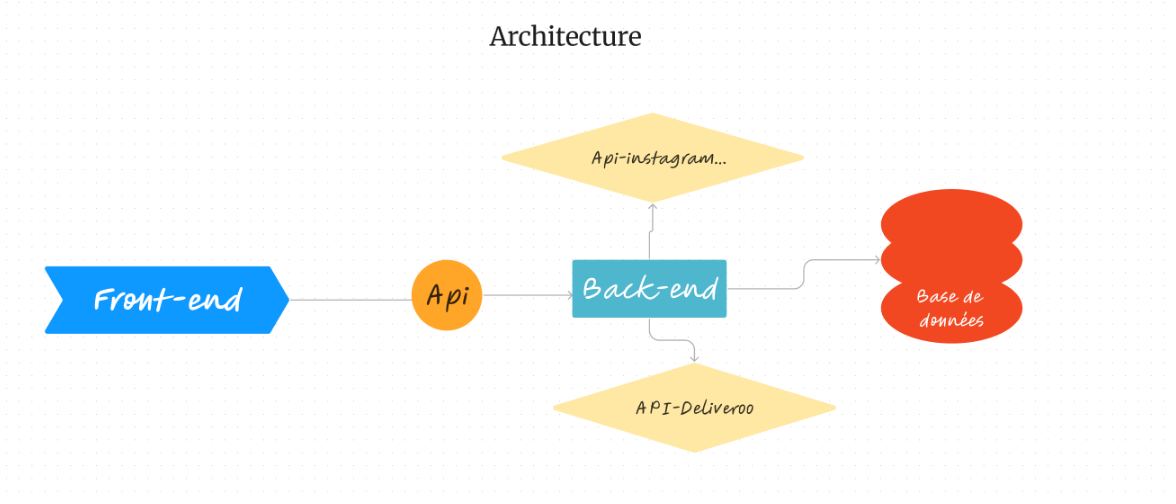 Architecture
Api-instagram...
Front-end
Api
Back-end
Base de
données
API-Deliveroo